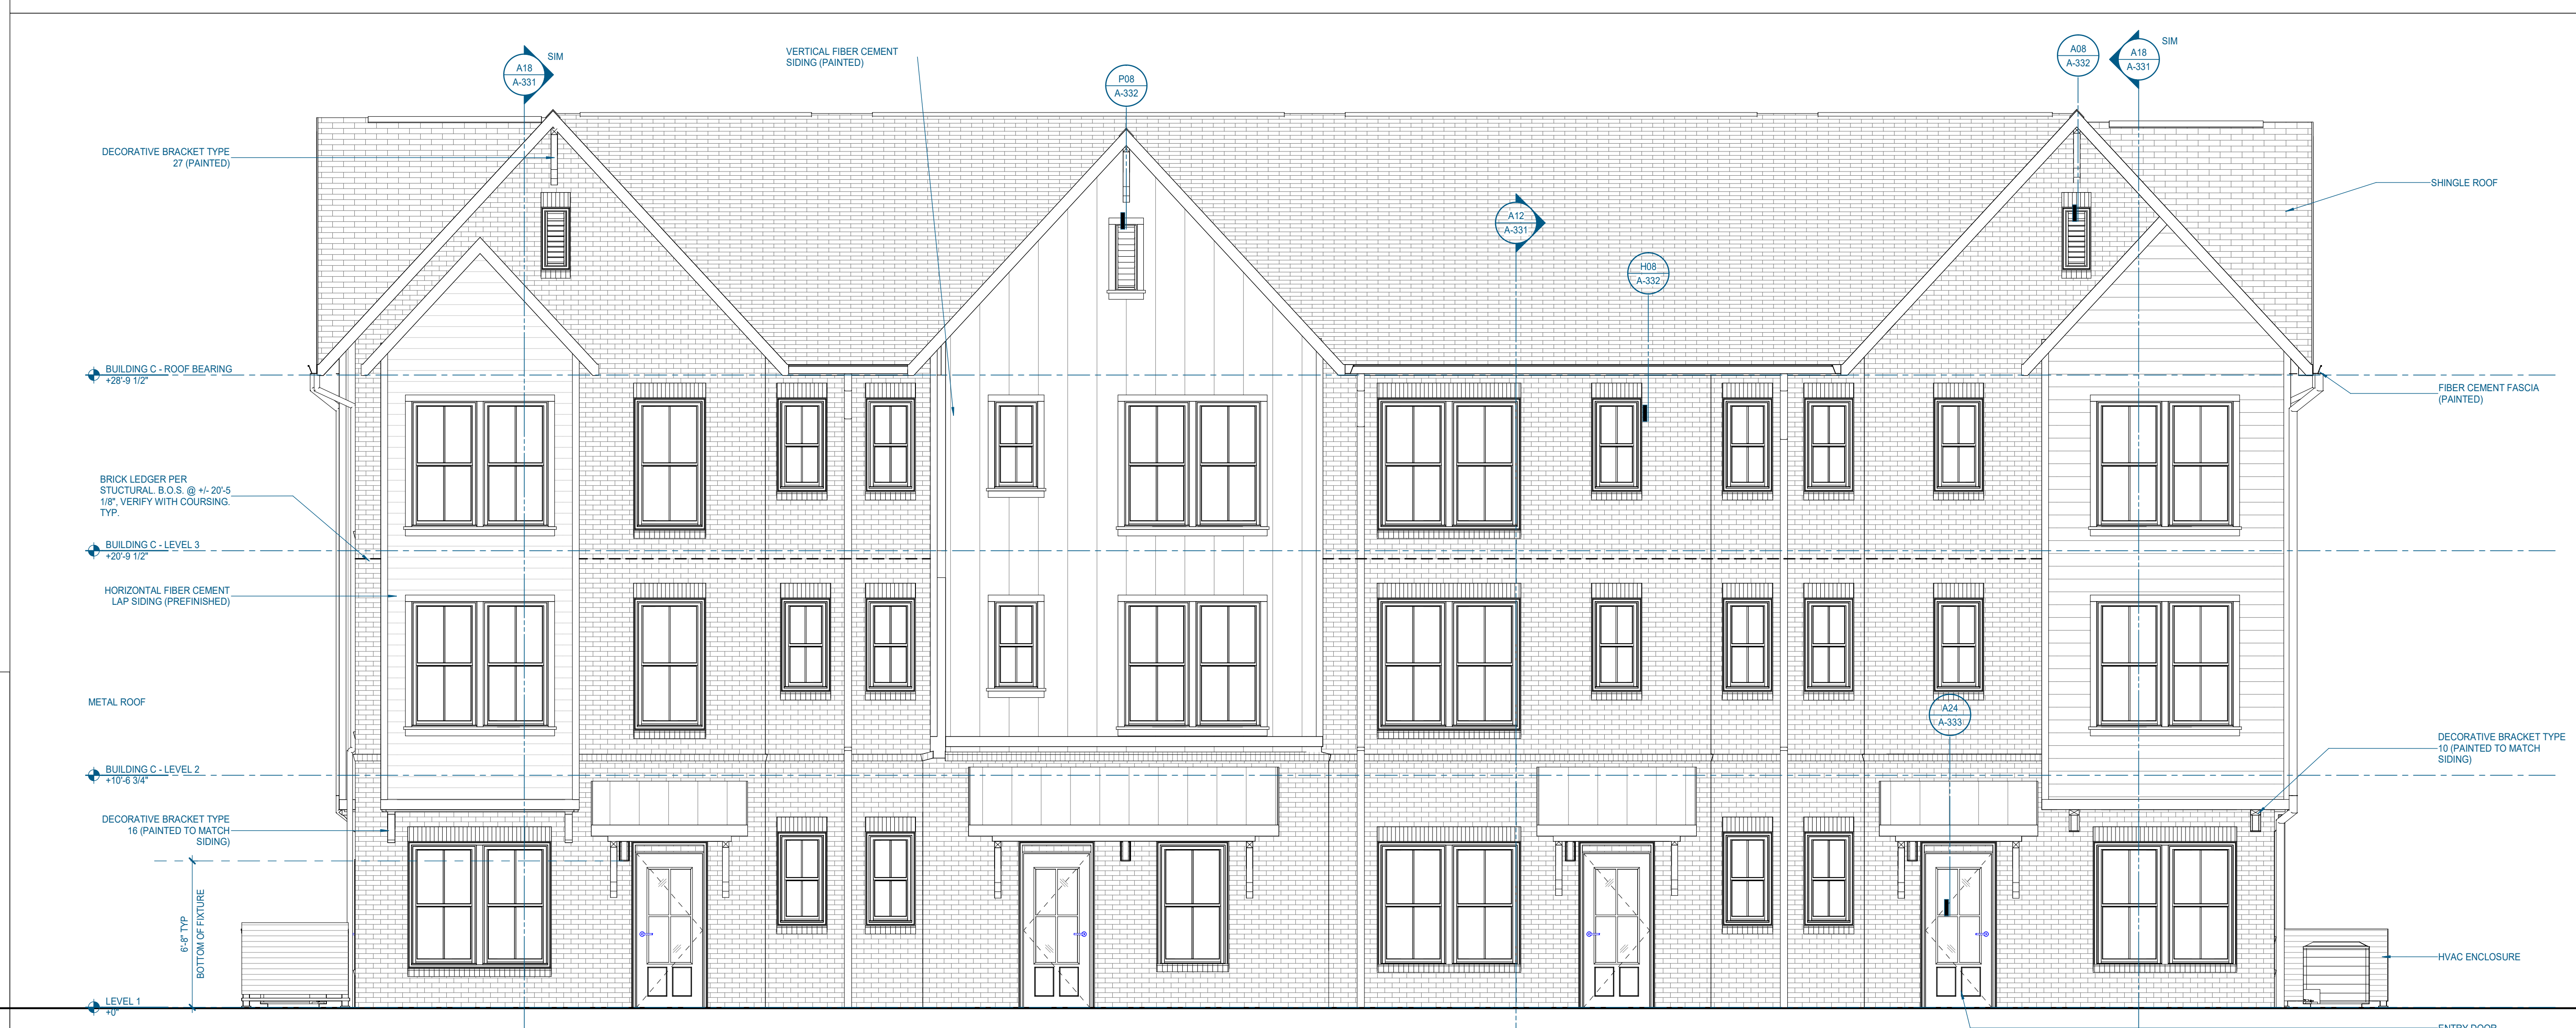 A18
A-331
SIM
VERTICAL FIBER CEMENT
SIDING (PAINTED)
P08
A-332
A08
A-332
A18
A-331
SIM
DECORATIVE BRACKET TYPE
27 (PAINTED)
SHINGLE ROOF
A12
A-331
H08
A-332
BUILDING C - ROOF BEARING
+28'-9 1/2"
FIBER CEMENT FASCIA
(PAINTED)
BRICK LEDGER PER
STUCTURAL. B.O.S. @ +/- 20'-5
1/8", VERIFY WITH COURSING.
TYP.
BUILDING C - LEVEL 3
+20'-9 1/2"
HORIZONTAL FIBER CEMENT
LAP SIDING (PREFINISHED)
METAL ROOF
A24
A-333
DECORATIVE BRACKET TYPE
10 (PAINTED TO MATCH
SIDING)
BUILDING C - LEVEL 2
+10'-6 3/4"
DECORATIVE BRACKET TYPE
16 (PAINTED TO MATCH
SIDING)
6'-8" TYP
BOTTOM OF FIXTURE
HVAC ENCLOSURE
LEVEL 1
+0"
ENTRY DOOR